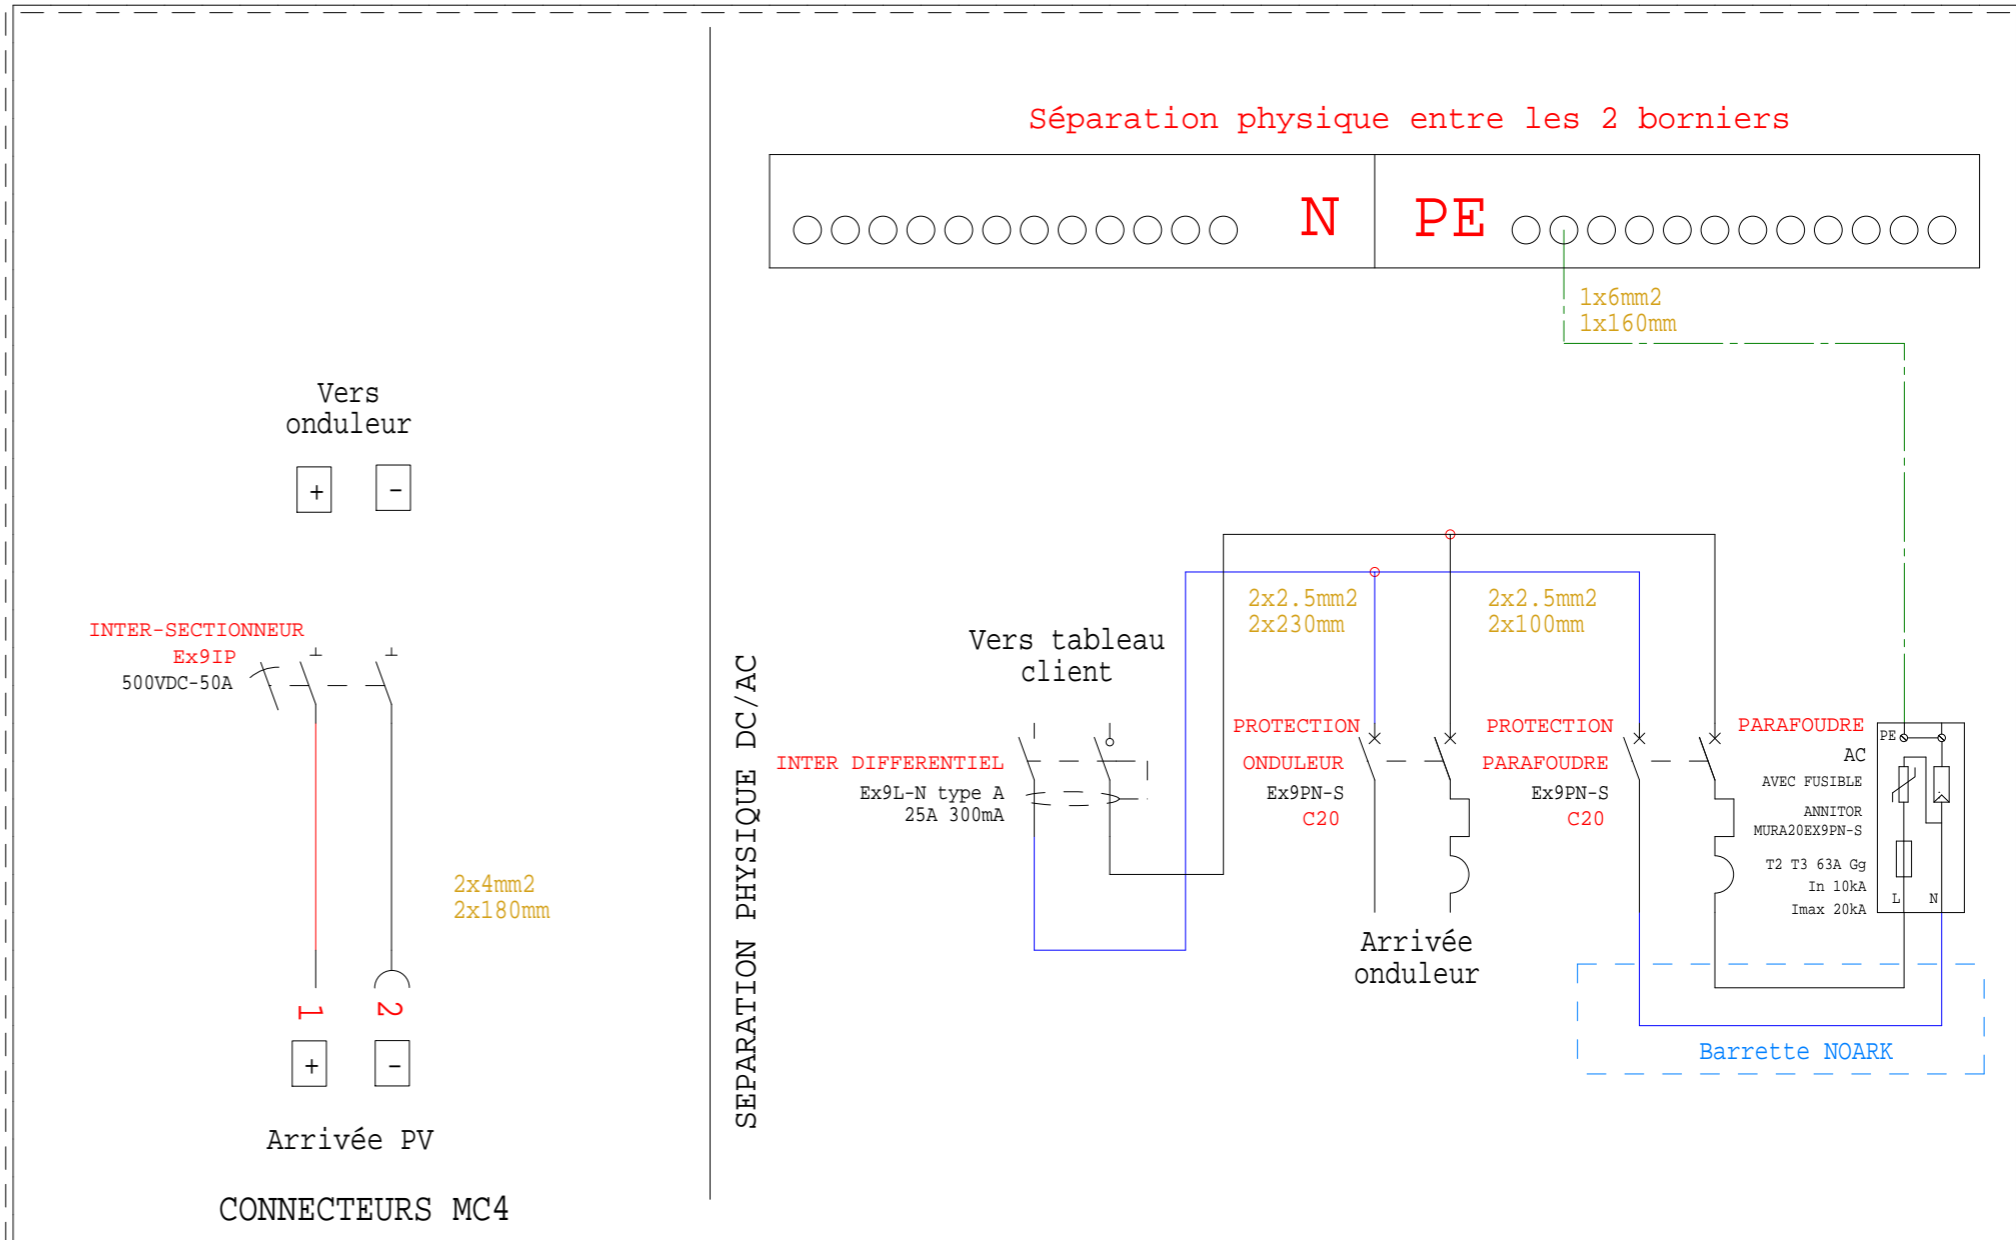 Séparation physique entre les 2 borniers
N
PE
1x6mm2
1x160mm
Vers
onduleur
+
-
INTER-SECTIONNEUR
Ex9IP
500VDC-50A
2x4mm2
2x180mm
1
2
+
-
Arrivée PV
CONNECTEURS MC4
SEPARATION PHYSIQUE DC/AC
Vers tableau
client
INTER DIFFERENTIEL
Ex9L-N type A
25A 300mA
2x2.5mm2
2x230mm
2x2.5mm2
2x100mm
PROTECTION
ONDULEUR
Ex9PN-S
C20
Arrivée
onduleur
PROTECTION
PARAFOUDRE
Ex9PN-S
C20
PARAFOUDRE
AC
AVEC FUSIBLE
ANNITOR
MURA20EX9PN-S
T2 T3 63A Gg
In 10kA
Imax 20kA
PE
L
N
Barrette NOARK